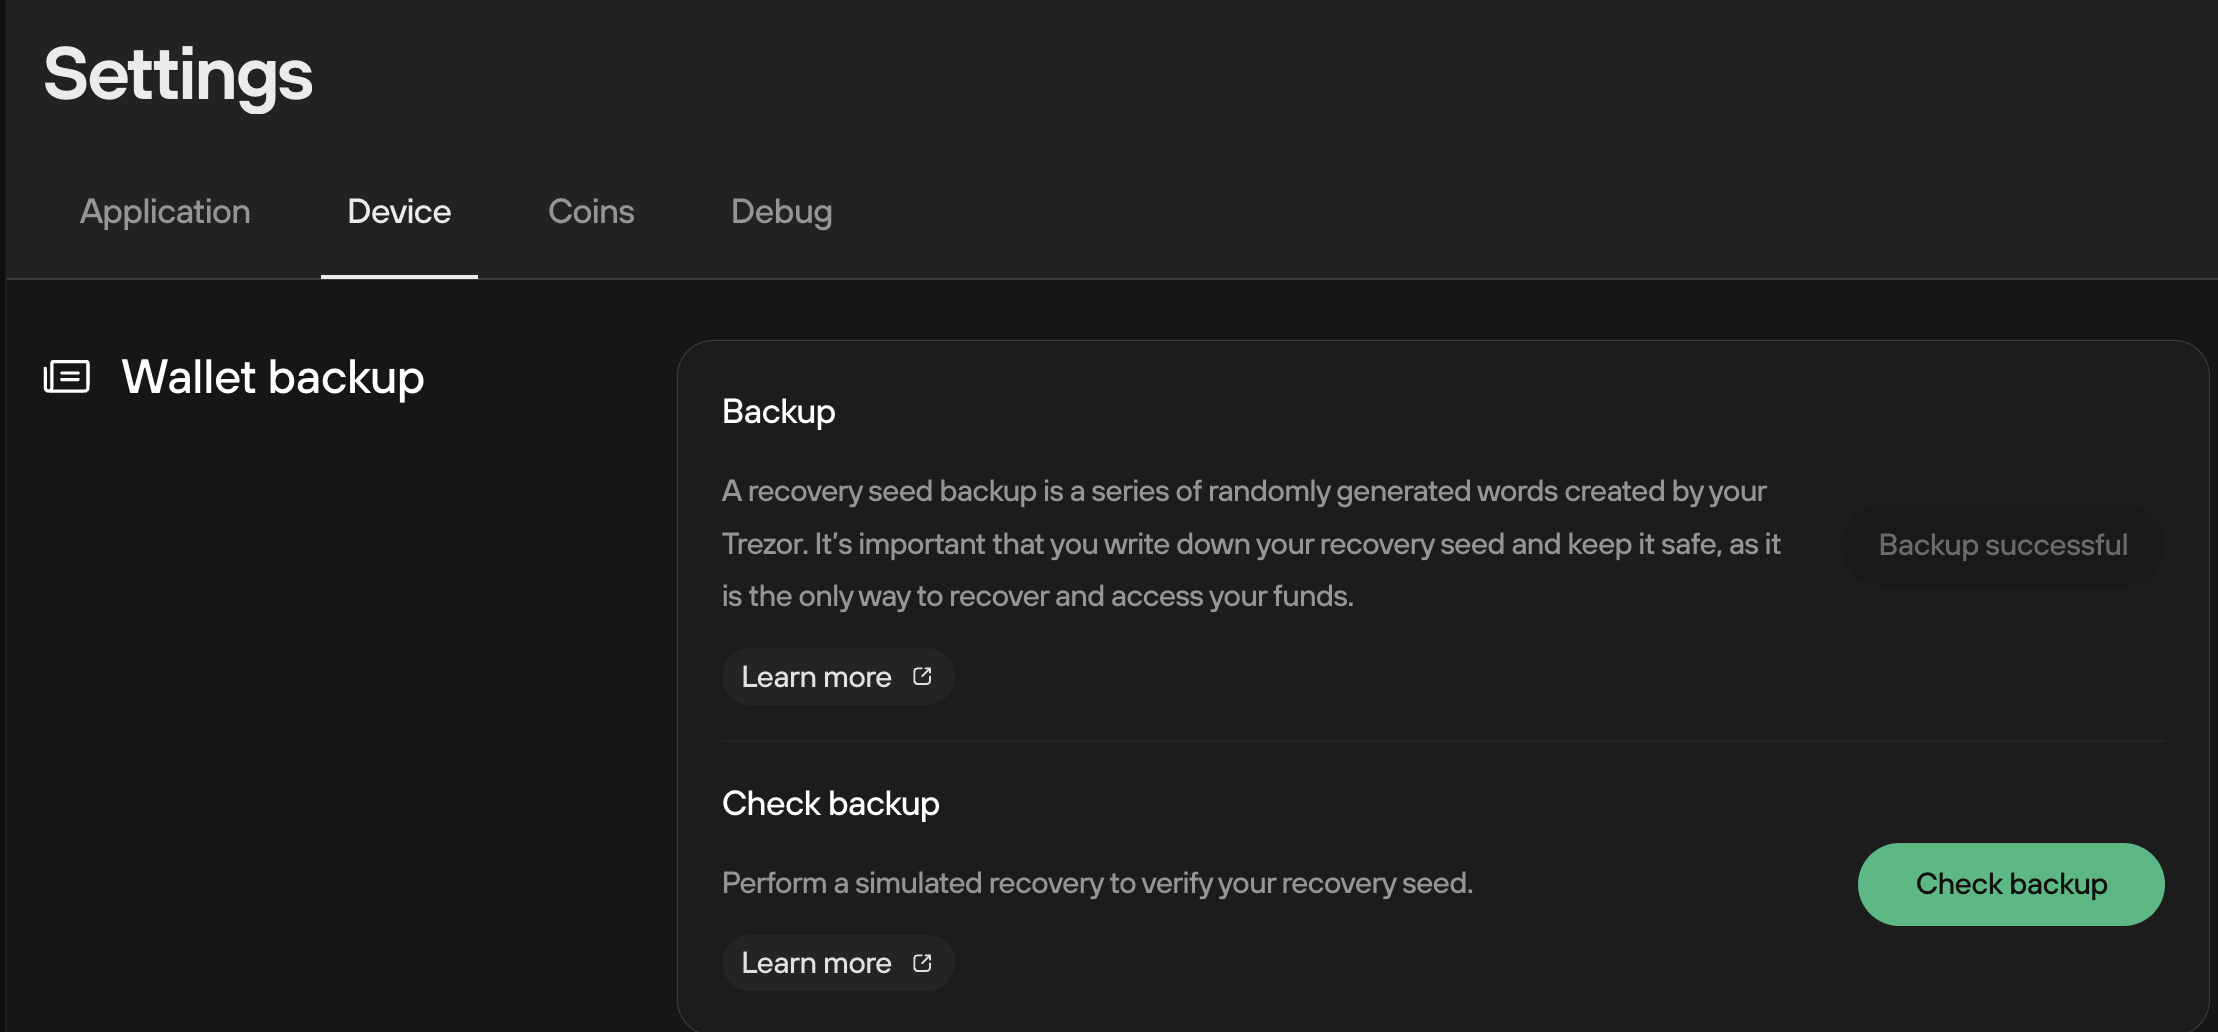 Settings
Application
Device
Coins
Debug
Wallet backup
Backup
A recovery seed backup is a series of randomly generated words created by your
Trezor. It's important that you write down your recovery seed and keep it safe, as it
is the only way to recover and access your funds.
Backup successful
Learn more
Check backup
Perform a simulated recovery to verify your recovery seed.
Check backup
Learn more